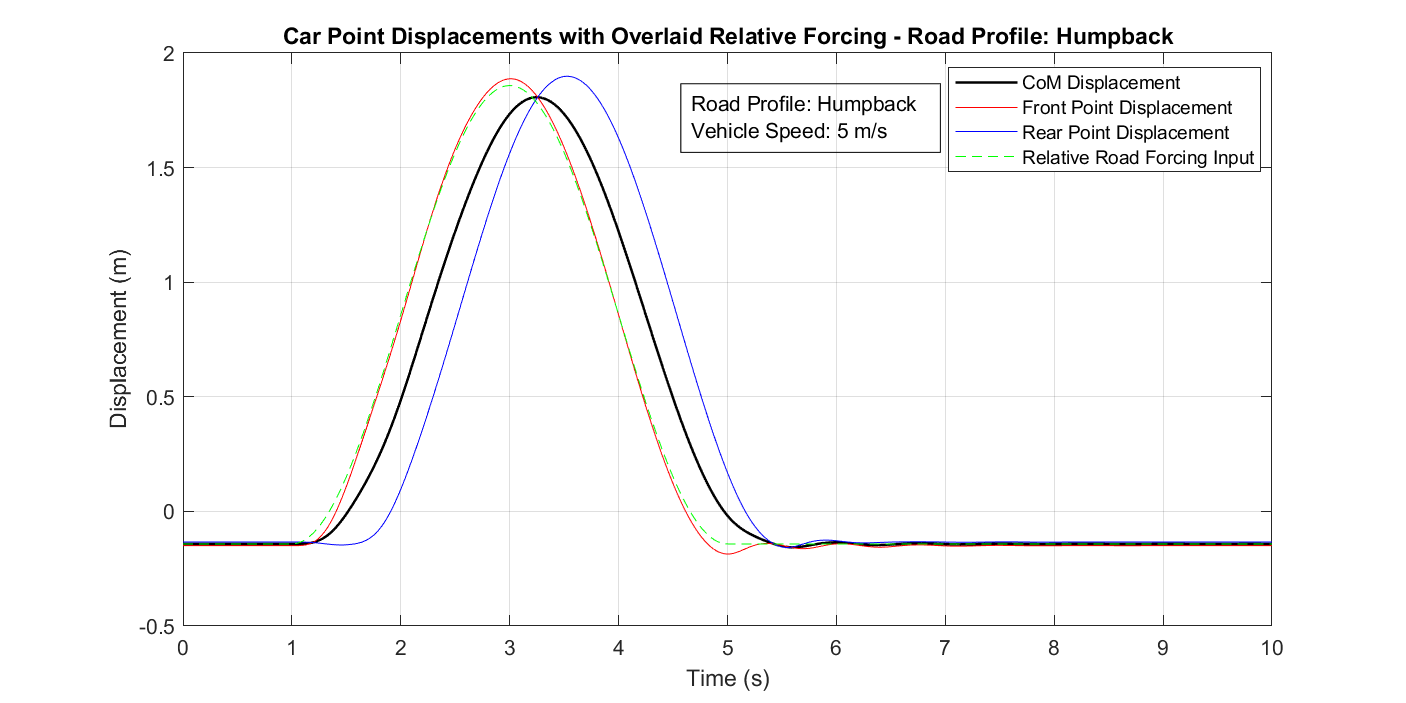 Car Point Displacements with Overlaid Relative Forcing - Road Profile: Humpback
2
1.5
1
0.5
0
-0.5
Displacement (m)
Road Profile: Humpback
Vehicle Speed: 5 m/s
CoM Displacement
Front Point Displacement
Rear Point Displacement
Relative Road Forcing Input
0 1 2 3 4 5 6 7 8 9 10
Time (s)